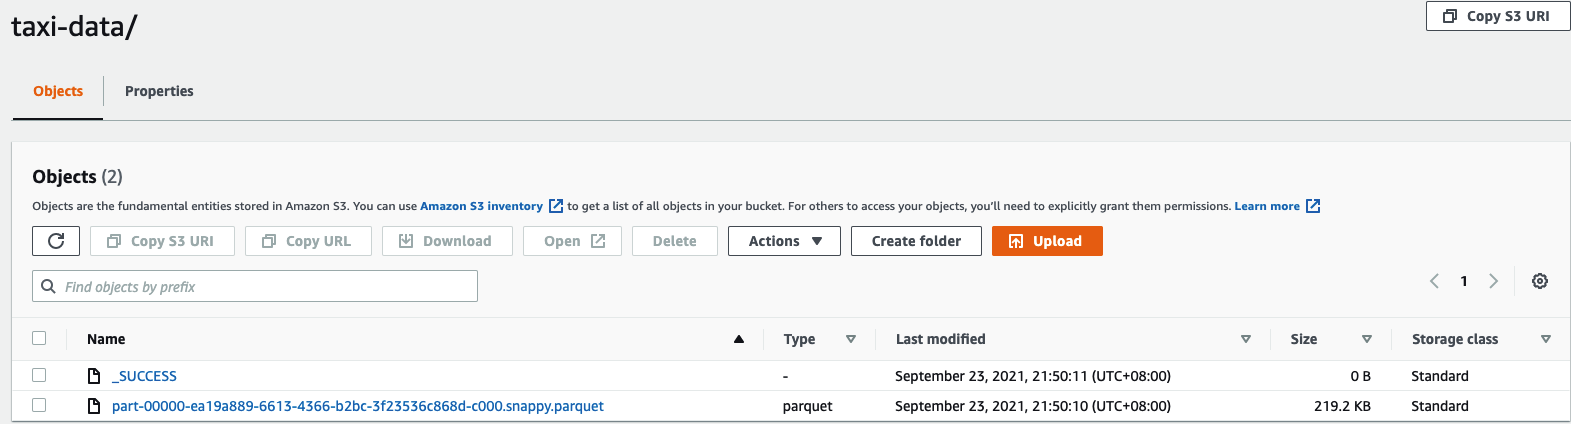 taxi-data/
Copy S3 URI
Objects
Properties
Objects (2)
Objects are the fundamental entities stored in Amazon S3. You can use Amazon S3 inventory to get a list of all objects in your bucket. For others to access your objects, you'll need to explicitly grant them permissions. Learn more
Copy S3 URI Copy URL Download Open Delete Actions Create folder Upload
Find objects by prefix
1
Name Type Last modified Size Storage class
_SUCCESS - September 23, 2021, 21:50:11 (UTC+08:00) 0 B Standard
part-00000-ea19a889-6613-4366-b2bc-3f23536c868d-c000.snappy.parquet parquet September 23, 2021, 21:50:10 (UTC+08:00) 219.2 KB Standard